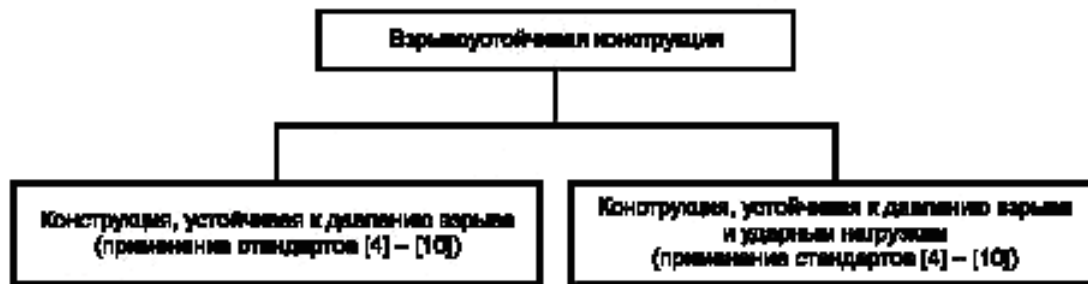 Взрывоустойчивая конструкция
Конструкция, устойчивая к давлению взрыва
(применение стандартов [4] – [10])
Конструкция, устойчивая к давлению взрыва
и ударным нагрузкам
(применение стандартов [4] – [10])